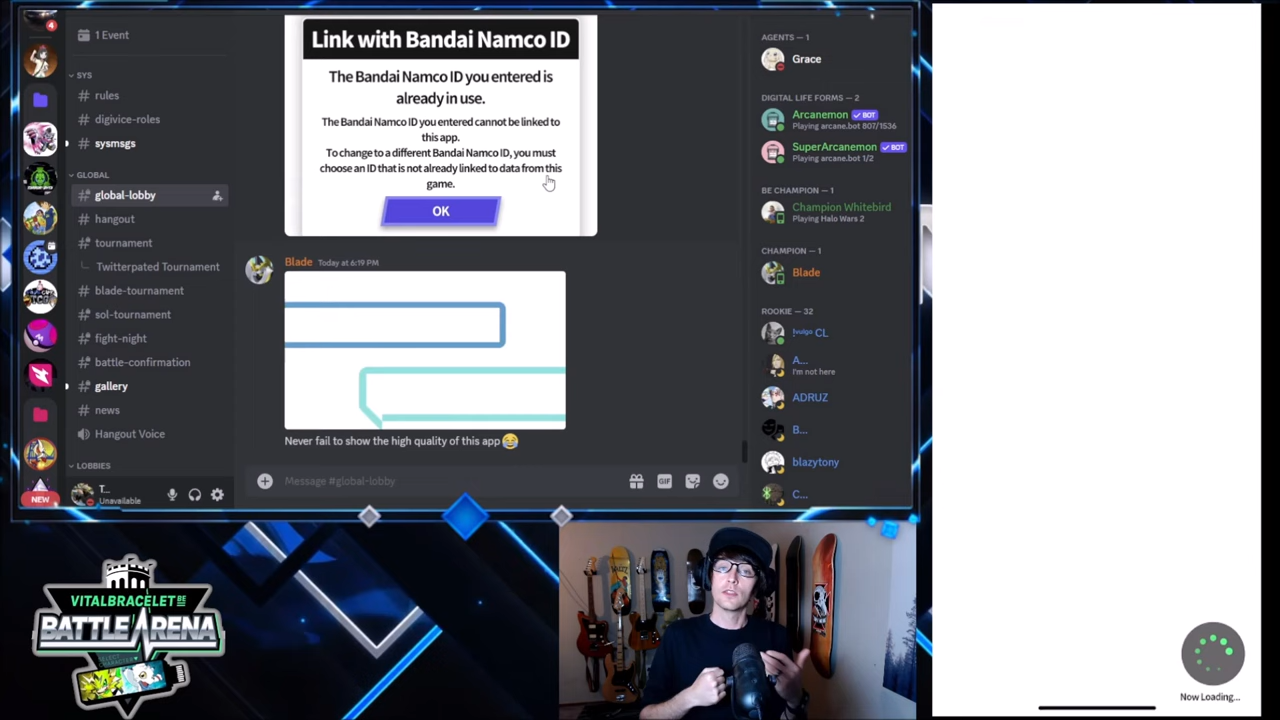 4
1 Event
SYS
# rules
# digivice-roles
# sysmsgs
GLOBAL
# global-lobby
# hangout
# tournament
Twitterpated Tournament
# blade-tournament
# sol-tournament
# fight-night
# battle-confirmation
# gallery
# news
Hangout Voice
LOBBIES
NEW
T...
Unavailable
Link with Bandai Namco ID
The Bandai Namco ID you entered is
already in use.
The Bandai Namco ID you entered cannot be linked to
this app.
To change to a different Bandai Namco ID, you must
choose an ID that is not already linked to data from this
game.
OK
Blade Today at 6:19 PM
Never fail to show the high quality of this app 😂
Message #global-lobby
GIF
AGENTS — 1
Grace
DIGITAL LIFE FORMS — 2
Arcanemon ✓ BOT
Playing arcane.bot 807/1536
SuperArcanemon ✓ BOT
Playing arcane.bot 1/2
BE CHAMPION — 1
Champion Whitebird
Playing Halo Wars 2
CHAMPION — 1
Blade
ROOKIE — 32
CL
A...
I'm not here
ADRUZ
B...
blazytony
C...
VITALBRACELET BE
BATTLE ARENA
Now Loading...